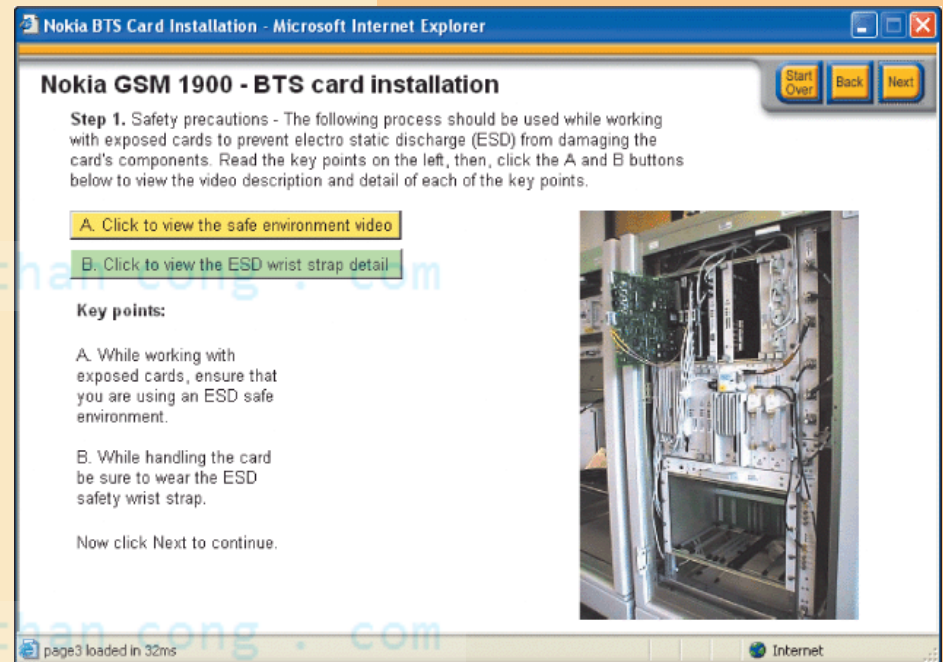 Nokia BTS Card Installation - Microsoft Internet Explorer
Nokia GSM 1900 - BTS card installation
Start Over
Back
Next
Step 1. Safety precautions - The following process should be used while working
with exposed cards to prevent electro static discharge (ESD) from damaging the
card's components. Read the key points on the left, then, click the A and B buttons
below to view the video description and detail of each of the key points.
A. Click to view the safe environment video
B. Click to view the ESD wrist strap detail
han cong . com
Key points:
A. While working with
exposed cards, ensure that
you are using an ESD safe
environment.
B. While handling the card
be sure to wear the ESD
safety wrist strap.
Now click Next to continue.
han cong . com
page3 loaded in 32ms
Internet